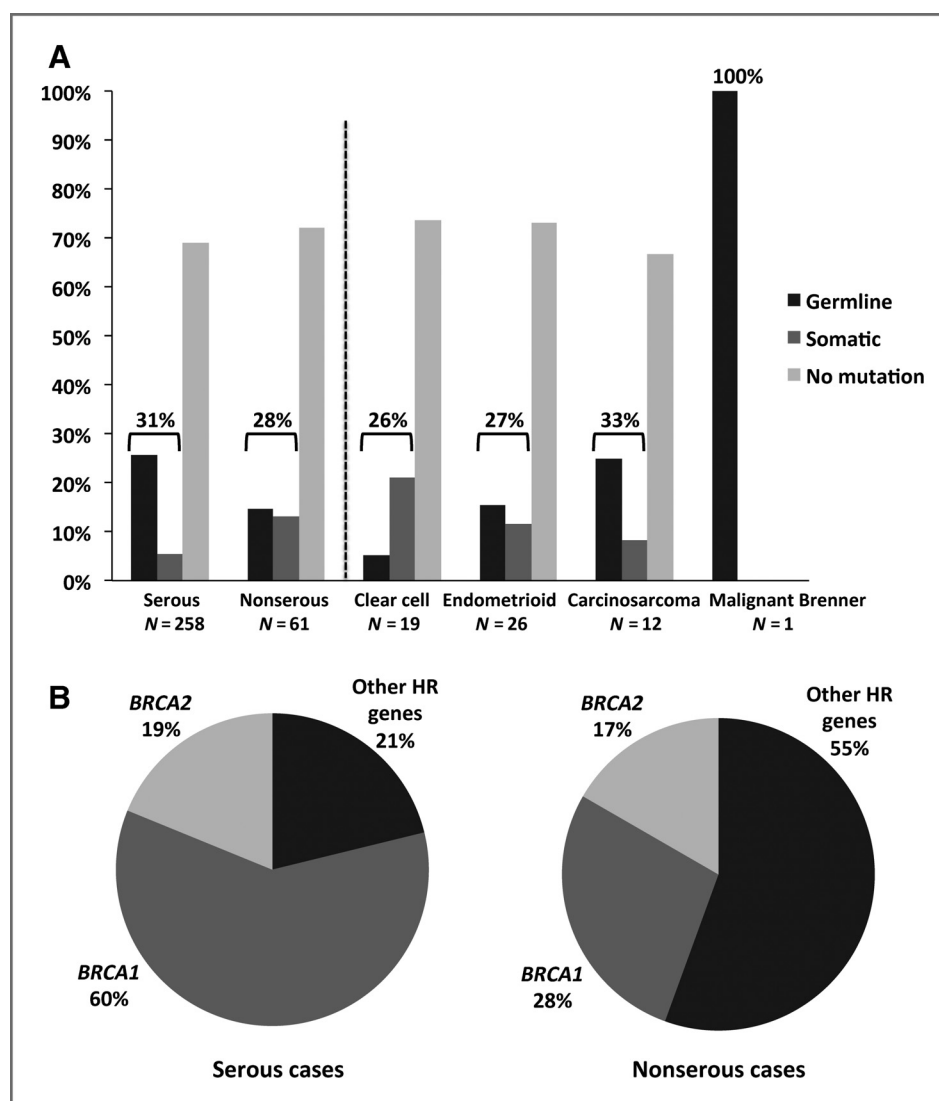 A
100%
100%
90%
80%
70%
60%
50%
40%
30%
20%
10%
0%
31%
28%
26%
27%
33%
Germline
Somatic
No mutation
Serous
N = 258
Nonserous
N = 61
Clear cell
N = 19
Endometrioid
N = 26
Carcinosarcoma
N = 12
Malignant Brenner
N = 1
B
BRCA2
19%
Other HR
genes
21%
BRCA1
60%
Serous cases
BRCA2
17%
Other HR
genes
55%
BRCA1
28%
Nonserous cases